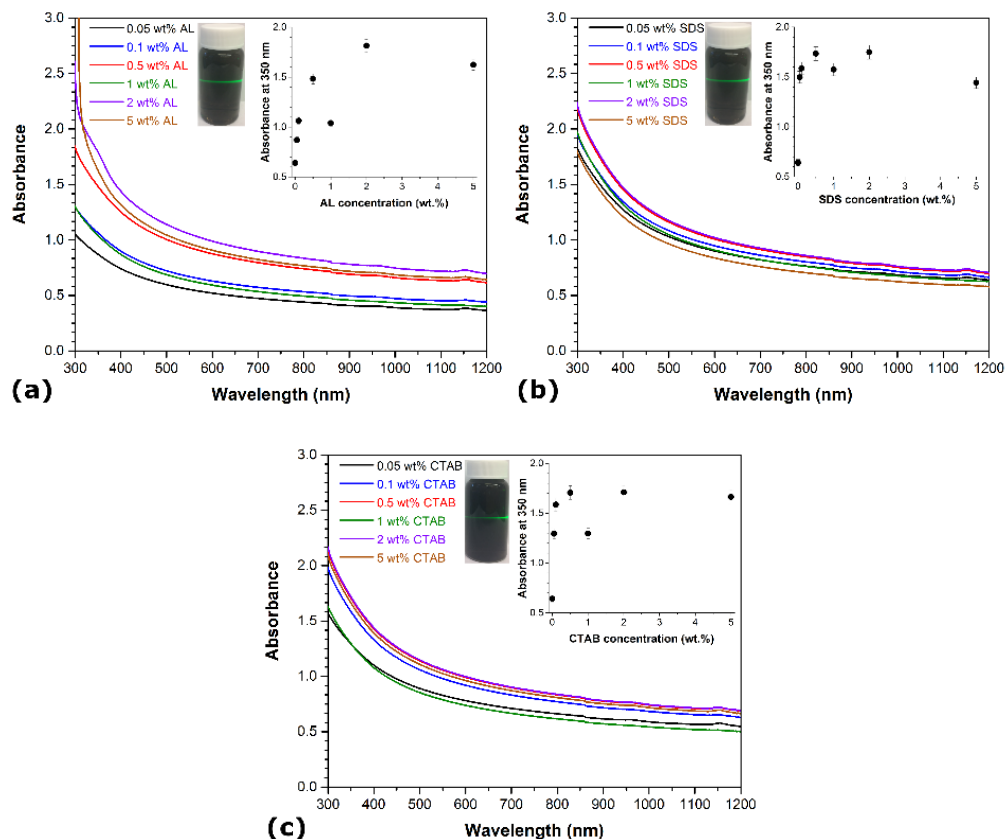 3.0
2.5
2.0
1.5
1.0
0.5
0.0
Absorbance
0.05 wt% AL
0.1 wt% AL
0.5 wt% AL
1 wt% AL
2 wt% AL
5 wt% AL
2.0
1.5
1.0
0.5
Absorbance at 350 nm
0 1 2 3 4 5
AL concentration (wt.%)
300 400 500 600 700 800 900 1000 1100 1200
Wavelength (nm)
(a)
3.0
2.5
2.0
1.5
1.0
0.5
0.0
Absorbance
0.05 wt% SDS
0.1 wt% SDS
0.5 wt% SDS
1 wt% SDS
2 wt% SDS
5 wt% SDS
2.0
1.5
1.0
0.5
Absorbance at 350 nm
0 1 2 3 4 5
SDS concentration (wt.%)
300 400 500 600 700 800 900 1000 1100 1200
Wavelength (nm)
(b)
3.0
2.5
2.0
1.5
1.0
0.5
0.0
Absorbance
0.05 wt% CTAB
0.1 wt% CTAB
0.5 wt% CTAB
1 wt% CTAB
2 wt% CTAB
5 wt% CTAB
2.0
1.5
1.0
0.5
Absorbance at 350 nm
0 1 2 3 4 5
CTAB concentration (wt.%)
300 400 500 600 700 800 900 1000 1100 1200
Wavelength (nm)
(c)